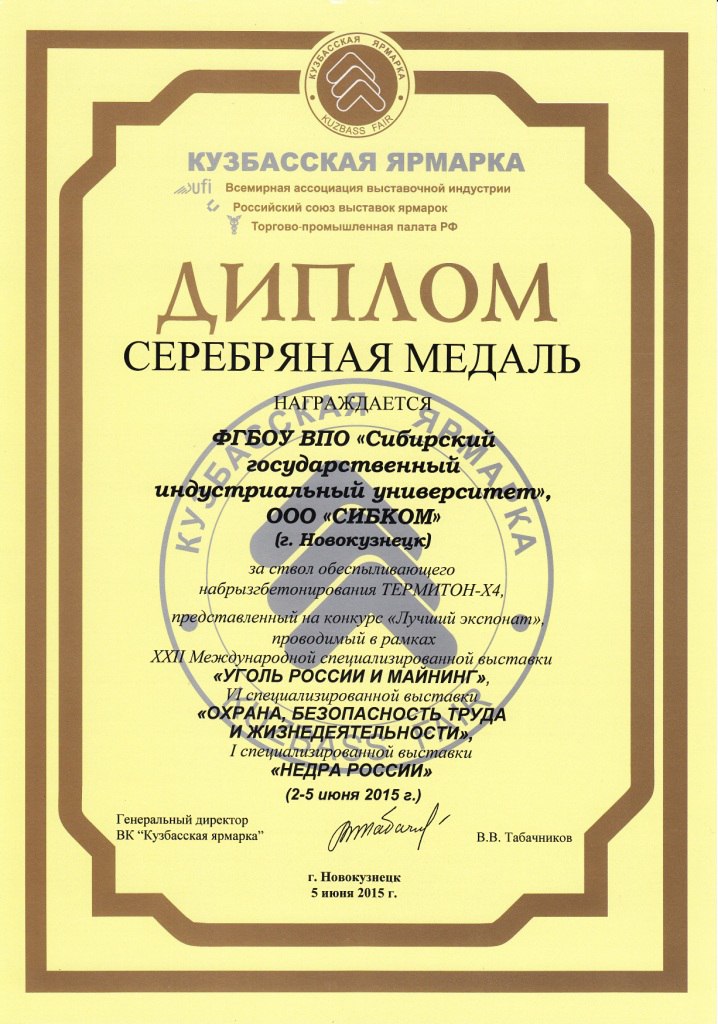 КУЗБАССКАЯ ЯРМАРКА
KUZBASS FAIR
КУЗБАССКАЯ ЯРМАРКА
ufi Всемирная ассоциация выставочной индустрии
Российский союз выставок ярмарок
Торгово-промышленная палата РФ
ДИПЛОМ
СЕРЕБРЯНАЯ МЕДАЛЬ
НАГРАЖДАЕТСЯ
КУЗБАССКАЯ ЯРМАРКА
ФГБОУ ВПО «Сибирский
государственный
индустриальный университет»,
ООО «СИБКОМ»
(г. Новокузнецк)
за ствол обеспыливающего
набрызгбетонирования ТЕРМИТОН-Х4,
представленный на конкурс «Лучший экспонат»,
проводимый в рамках
XXII Международной специализированной выставки
«УГОЛЬ РОССИИ И МАЙНИНГ»,
VI специализированной выставки
«ОХРАНА, БЕЗОПАСНОСТЬ ТРУДА
И ЖИЗНЕДЕЯТЕЛЬНОСТИ»,
KUZBASS FAIR
I специализированной выставки
«НЕДРА РОССИИ»
(2-5 июня 2015 г.)
Генеральный директор
ВК “Кузбасская ярмарка”
В.В. Табачников
г. Новокузнецк
5 июня 2015 г.